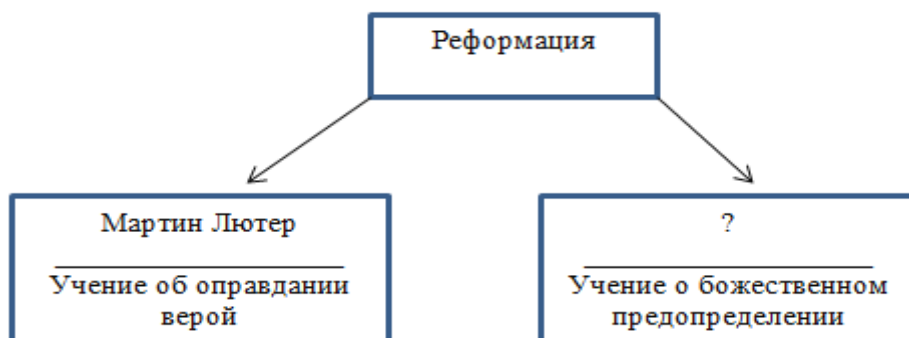 Реформация
Мартин Лютер
Учение об оправдании
верой
?
Учение о божественном
предопределении